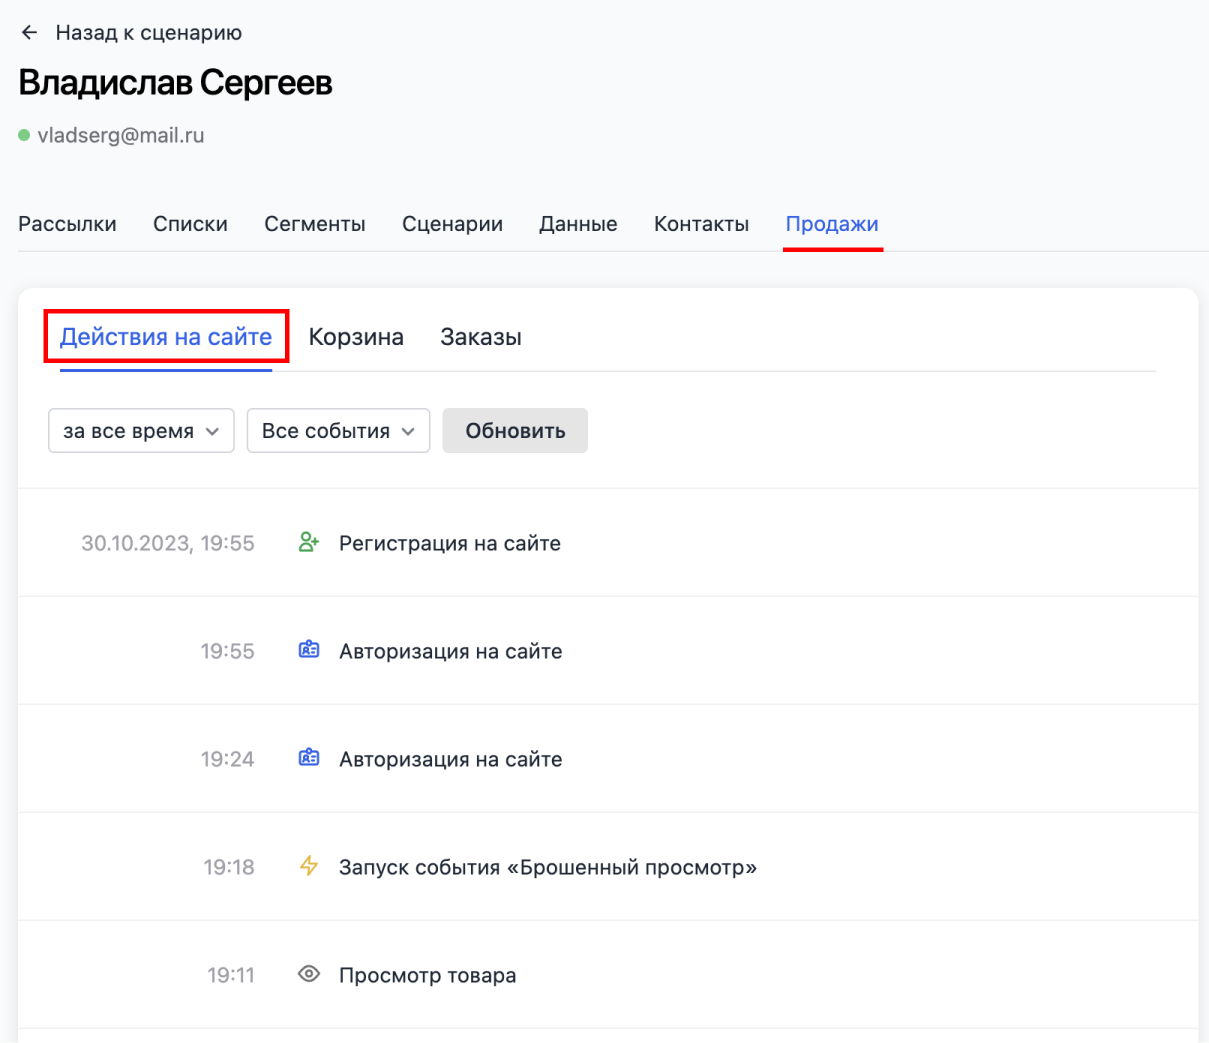 ← Назад к сценарию
Владислав Сергеев
vladserg@mail.ru
Рассылки Списки Сегменты Сценарии Данные Контакты Продажи
Действия на сайте Корзина Заказы
за все время Все события Обновить
30.10.2023, 19:55 Регистрация на сайте
19:55 Авторизация на сайте
19:24 Авторизация на сайте
19:18 Запуск события «Брошенный просмотр»
19:11 Просмотр товара